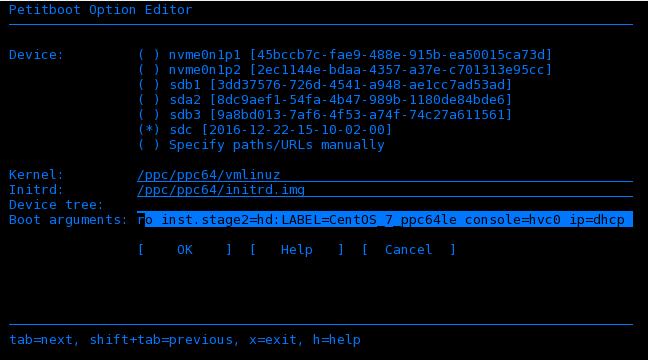 Petitboot Option Editor
Device: ( ) nvme0n1p1 [45bccb7c-fae9-488e-915b-ea50015ca73d]
( ) nvme0n1p2 [2ec1144e-bdaa-4357-a37e-c701313e95cc]
( ) sdb1 [3dd37576-726d-4541-a948-ae1cc7ad53ad]
( ) sda2 [8dc9aef1-54fa-4b47-989b-1180de84bde6]
( ) sdb3 [9a8bd013-7af6-4f53-a74f-74c27a611561]
(*) sdc [2016-12-22-15-10-02-00]
( ) Specify paths/URLs manually
Kernel: /ppc/ppc64/vmlinuz
Initrd: /ppc/ppc64/initrd.img
Device tree:
Boot arguments: ro inst.stage2=hd:LABEL=CentOS_7_ppc64le console=hvc0 ip=dhcp
[ OK ] [ Help ] [ Cancel ]
tab=next, shift+tab=previous, x=exit, h=help